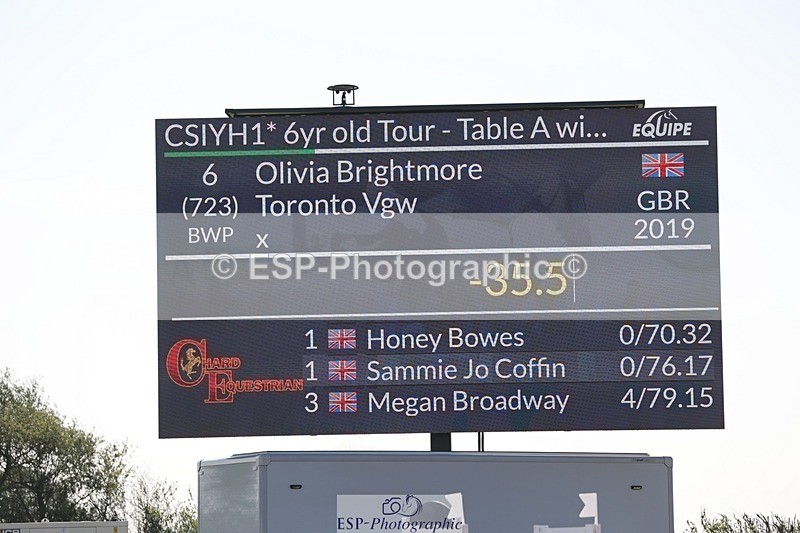 CSIYH1* 6yr old Tour - Table A wi... EQUIPE
6 Olivia Brightmore
(723) Toronto Vgw GBR
BWP x 2019
© ESP-Photographic ©
-35.5
1 Honey Bowes 0/70.32
CHARD EQUESTRIAN
1 Sammie Jo Coffin 0/76.17
3 Megan Broadway 4/79.15
ESP-Photographic